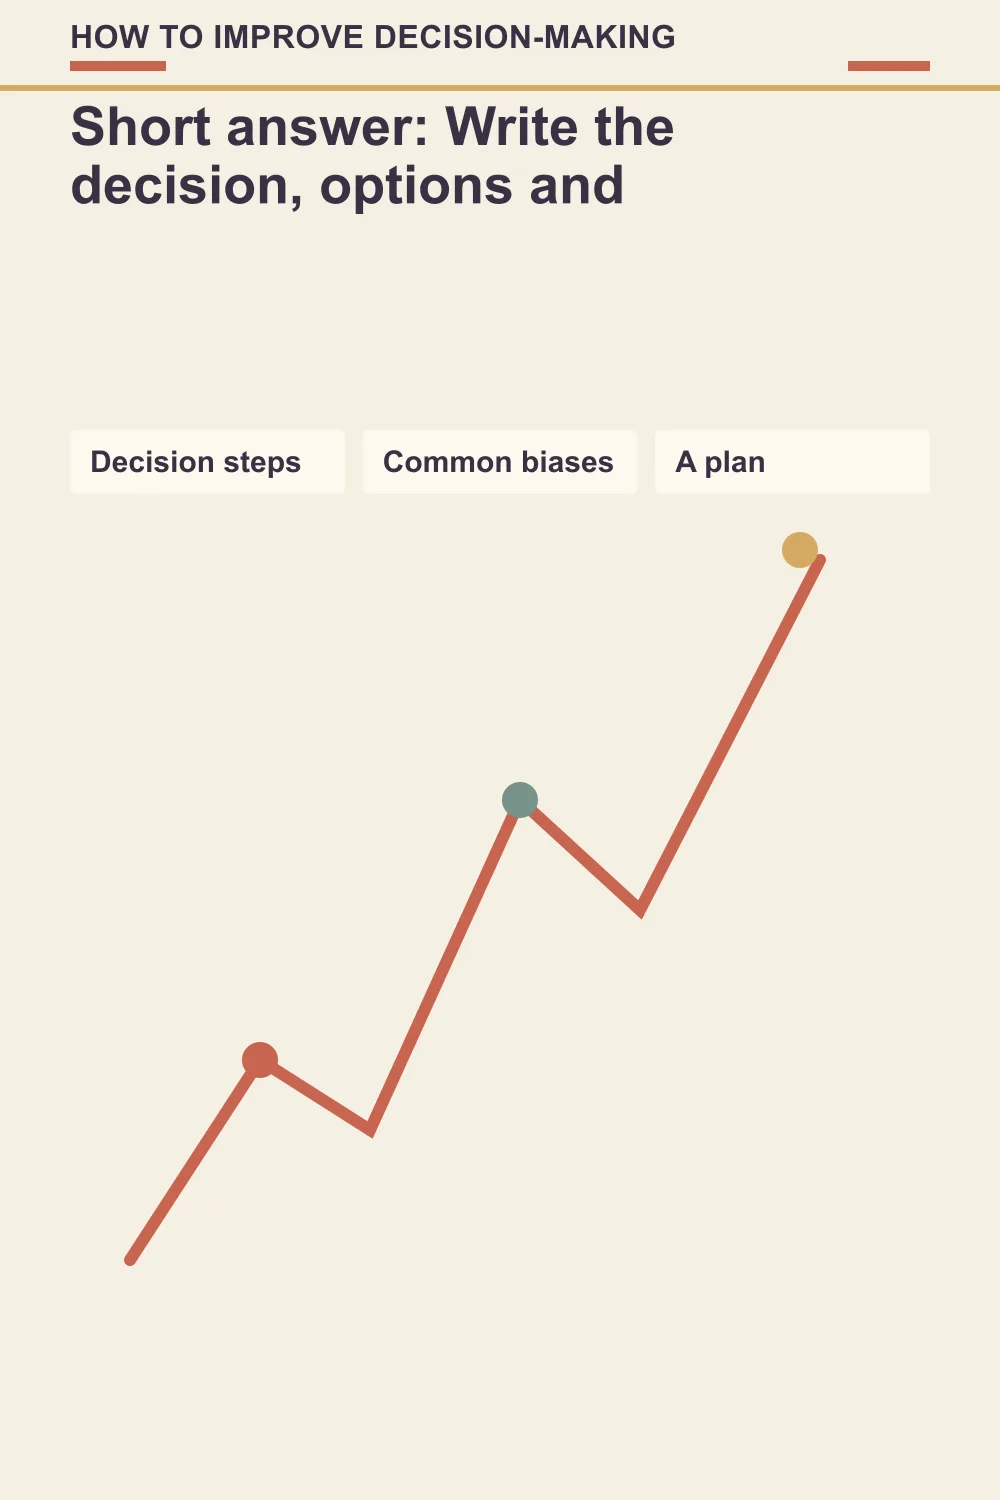 HOW TO IMPROVE DECISION-MAKING
Short answer: Write the
decision, options and
Decision steps
Common biases
A plan